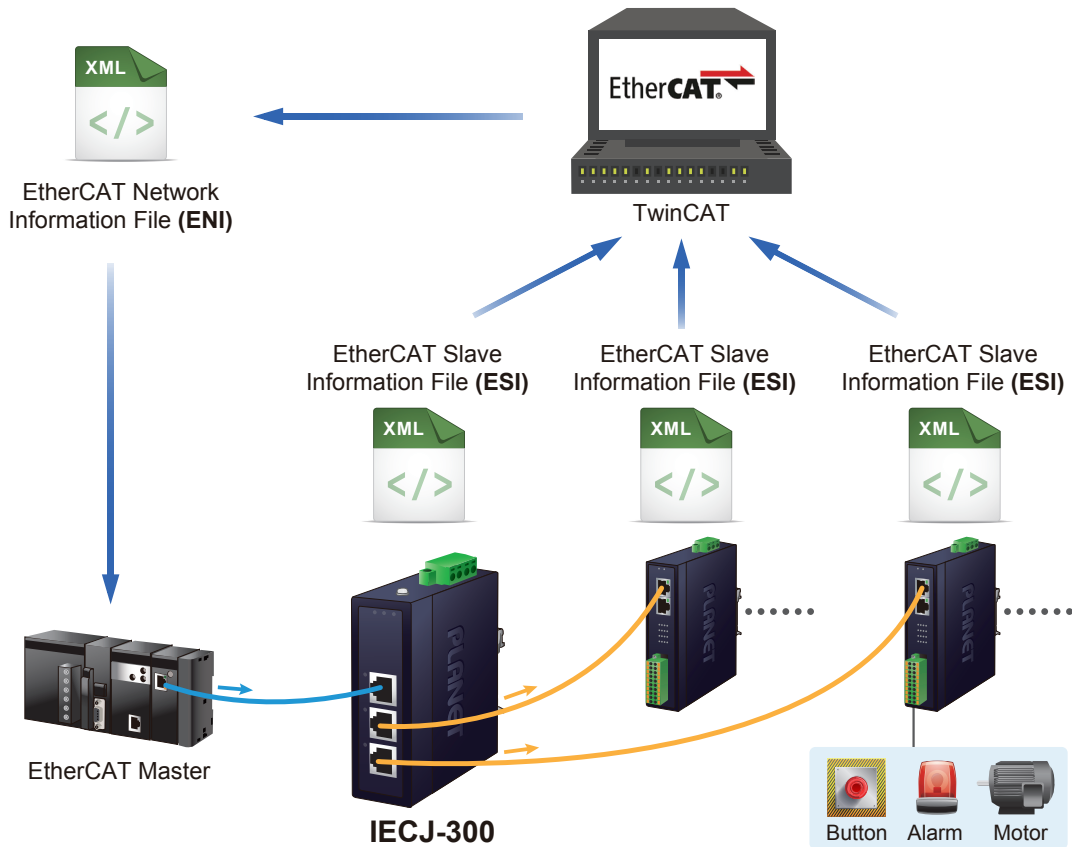 XML
</>
EtherCAT®
EtherCAT Network
Information File (ENI)
TwinCAT
EtherCAT Slave
Information File (ESI)
EtherCAT Slave
Information File (ESI)
EtherCAT Slave
Information File (ESI)
XML
</>
XML
</>
XML
</>
PLANET
PLANET
PLANET
EtherCAT Master
IECJ-300
Button
Alarm
Motor